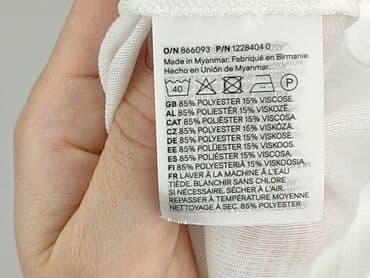 O/N 866093 P/N 1228404 0
Made in Myanmar. Fabriqué en Birmanie.
Hecho en Unión de Myanmar.
40 P
GB 85% POLYESTER 15% VISCOSE.
AL 85% POLIESTËR 15% VISKOZË.
CAT 85% POLIÈSTER 15% VISCOSA.
CZ 85% POLYESTER 15% VISKÓZA.
DE 85% POLYESTER 15% VISKOSE.
EE 85% POLÜESTER 15% VISKOOS.
ES 85% POLIÉSTER 15% VISCOSA.
FI 85% POLYESTERIÄ 15% VISKOOSIA.
FR LAVER À LA MACHINE À L'EAU
TIÈDE. BLANCHIR SANS CHLORE
SI NÉCESSAIRE. SÉCHER À L'AIR.
REPASSER À TEMPÉRATURE MOYENNE.
NETTOYAGE À SEC. 85% POLYESTER